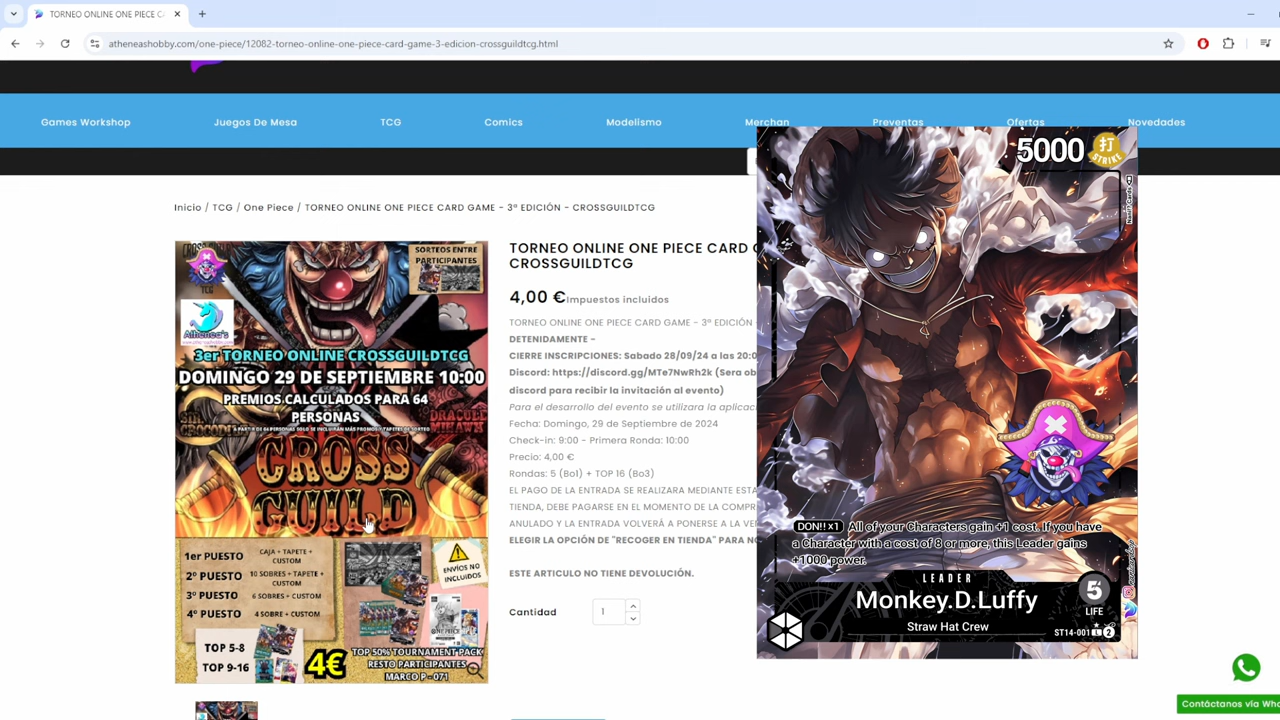 TORNEO ONLINE ONE PIECE C
atheneashobby.com/one-piece/12082-torneo-online-one-piece-card-game-3-edicion-crossguildtcg.html
Games Workshop
Juegos De Mesa
TCG
Comics
Modelismo
Merchan
Preventas
Ofertas
Novedades
Inicio / TCG / One Piece / TORNEO ONLINE ONE PIECE CARD GAME - 3ª EDICIÓN - CROSSGUILDTCG
SORTEOS ENTRE
PARTICIPANTES
TCG
Athenea's
3er TORNEO ONLINE CROSSGUILDTCG
DOMINGO 29 DE SEPTIEMBRE 10:00
PREMIOS CALCULADOS PARA 64
PERSONAS
DRACULE
MIHAWK
SIR.
CROCODILE
CROSS
GUILD
1er PUESTO
CAJA + TAPETE +
CUSTOM
2º PUESTO
10 SOBRES + TAPETE +
CUSTOM
3º PUESTO
6 SOBRES + CUSTOM
4º PUESTO
4 SOBRE + CUSTOM
ENVÍOS NO
INCLUIDOS
TOP 5-8
TOP 9-16
4€
TOP 50% TOURNAMENT PACK
RESTO PARTICIPANTES
MARCO P - 071
TORNEO ONLINE ONE PIECE CARD
CROSSGUILDTCG
4,00 € Impuestos incluidos
TORNEO ONLINE ONE PIECE CARD GAME - 3ª EDICIÓN
DETENIDAMENTE -
CIERRE INSCRIPCIONES: Sabado 28/09/24 a las 20:0
Discord: https://discord.gg/MTe7NwRh2k (Sera ob
discord para recibir la invitación al evento)
Para el desarrollo del evento se utilizara la aplicac
Fecha: Domingo, 29 de Septiembre de 2024
Check-in: 9:00 - Primera Ronda: 10:00
Precio: 4,00 €
Rondas: 5 (Bo1) + TOP 16 (Bo3)
EL PAGO DE LA ENTRADA SE REALIZARA MEDIANTE ESTA
TIENDA, DEBE PAGARSE EN EL MOMENTO DE LA COMPR
ANULADO Y LA ENTRADA VOLVERÁ A PONERSE A LA VE
ELEGIR LA OPCIÓN DE "RECOGER EN TIENDA" PARA NO
ESTE ARTICULO NO TIENE DEVOLUCIÓN.
Cantidad
1
5000
打
STRIKE
DON!! x1 All of your Characters gain +1 cost. If you have
a Character with a cost of 8 or more, this Leader gains
+1000 power.
LEADER
Monkey.D.Luffy
Straw Hat Crew
5
LIFE
ST14-001 L 2
Contáctanos via Wha